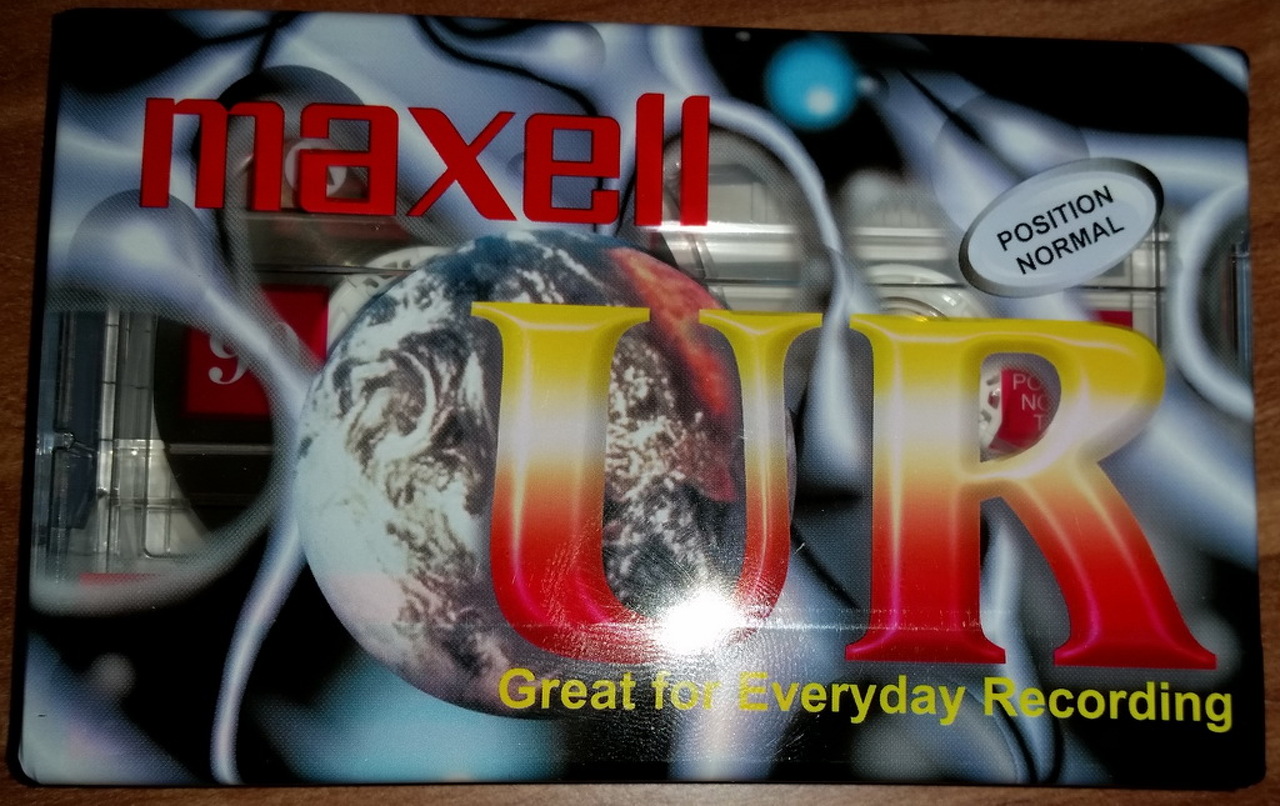 maxell
POSITION
NORMAL
UR
Great for Everyday Recording